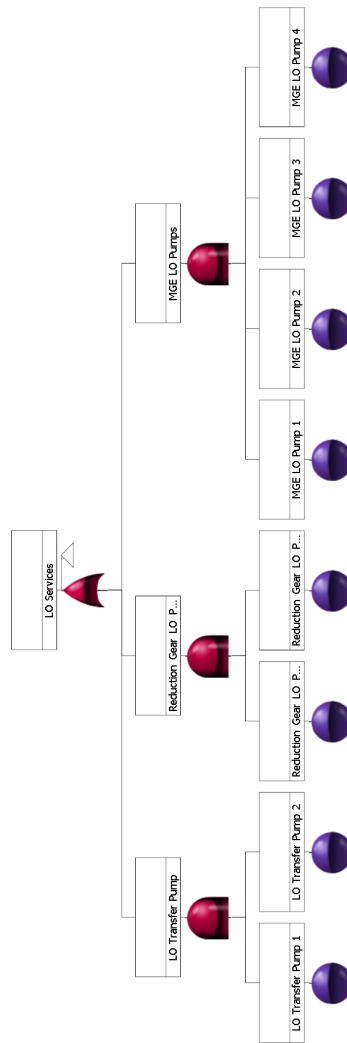 LO Services
LO Transfer Pump
Reduction Gear LO P...
MGE LO Pumps
LO Transfer Pump 1
LO Transfer Pump 2
Reduction Gear LO P...
Reduction Gear LO P...
MGE LO Pump 1
MGE LO Pump 2
MGE LO Pump 3
MGE LO Pump 4